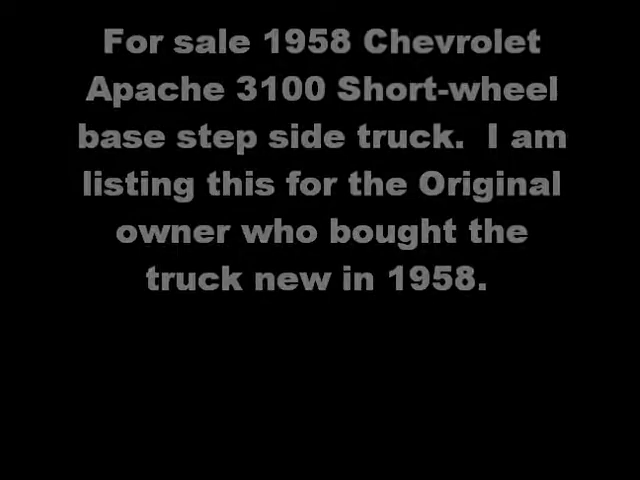 For sale 1958 Chevrolet
Apache 3100 Short-wheel
base step side truck.  I am
listing this for the Original
owner who bought the
truck new in 1958.